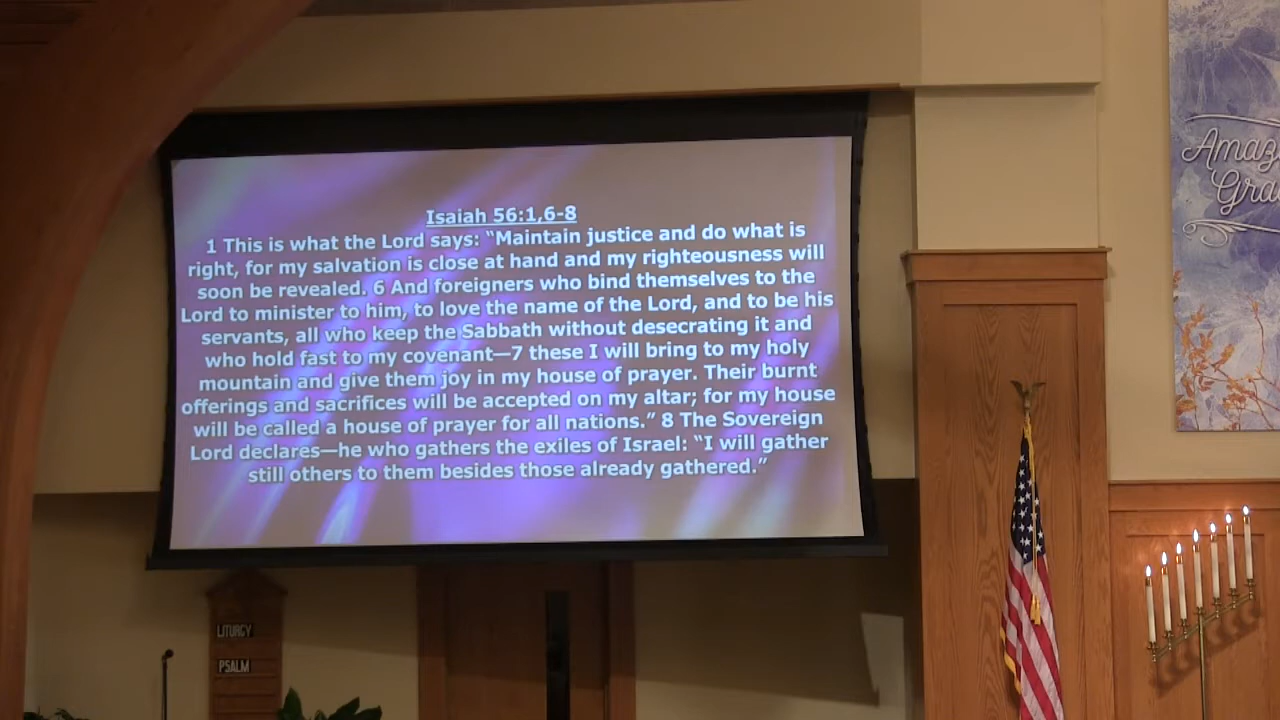 Isaiah 56:1,6-8
1 This is what the Lord says: “Maintain justice and do what is
right, for my salvation is close at hand and my righteousness will
soon be revealed. 6 And foreigners who bind themselves to the
Lord to minister to him, to love the name of the Lord, and to be his
servants, all who keep the Sabbath without desecrating it and
who hold fast to my covenant—7 these I will bring to my holy
mountain and give them joy in my house of prayer. Their burnt
offerings and sacrifices will be accepted on my altar; for my house
will be called a house of prayer for all nations.” 8 The Sovereign
Lord declares—he who gathers the exiles of Israel: “I will gather
still others to them besides those already gathered.”
Amaz
Gra
LITURGY
PSALM